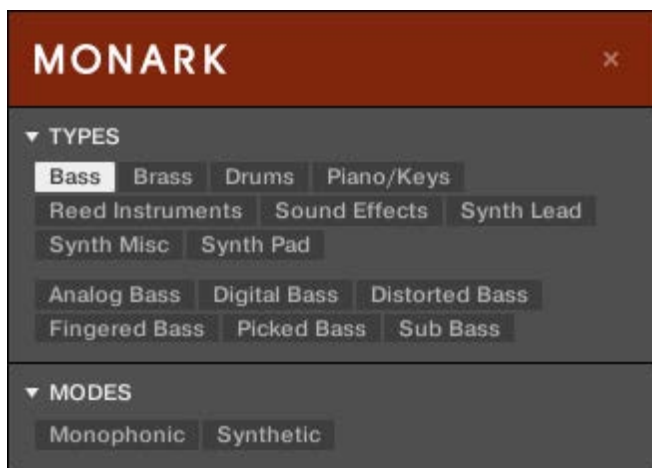 MONARK ×
TYPES
Bass Brass Drums Piano/Keys
Reed Instruments Sound Effects Synth Lead
Synth Misc Synth Pad
Analog Bass Digital Bass Distorted Bass
Fingered Bass Picked Bass Sub Bass
MODES
Monophonic Synthetic